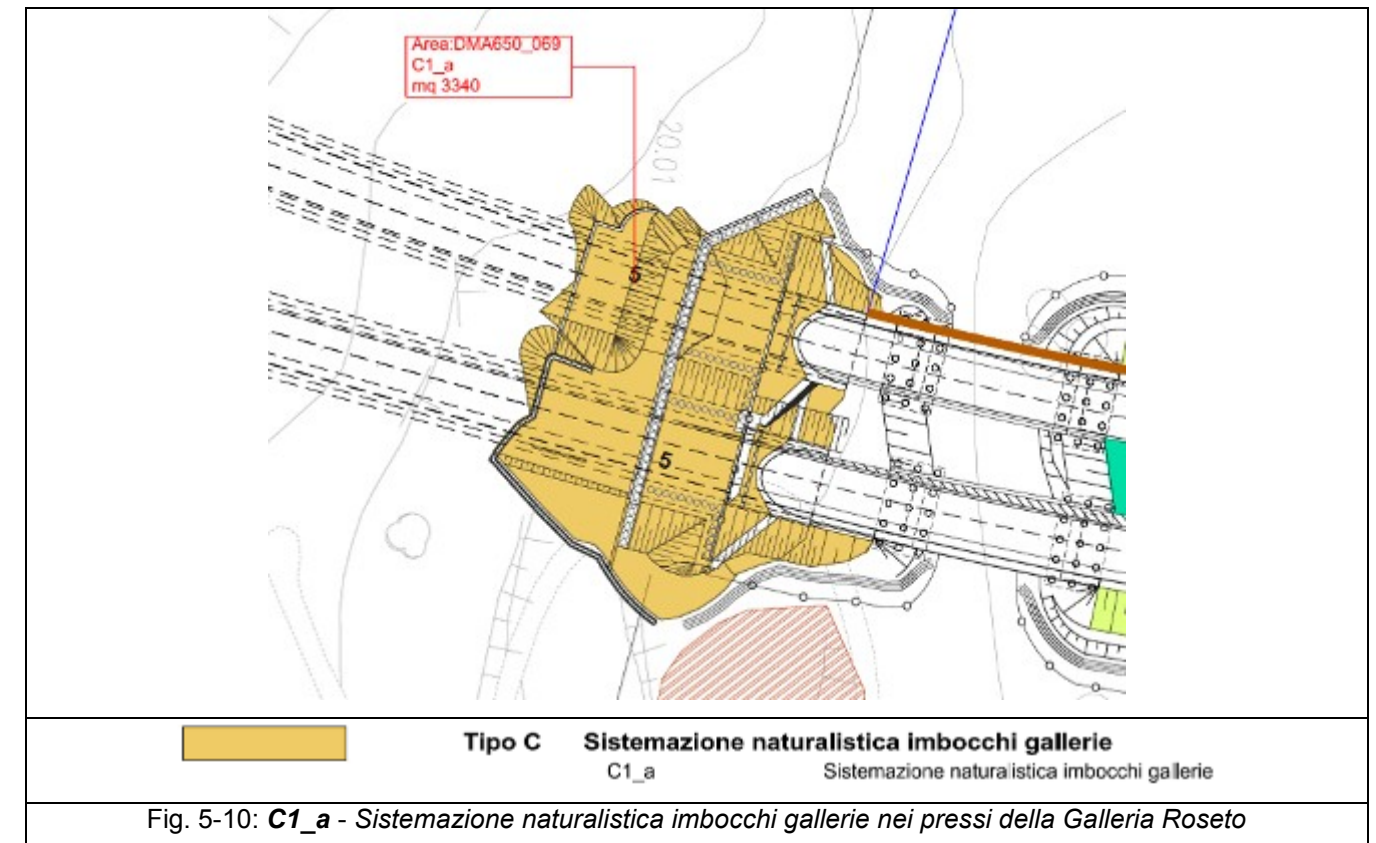 Area:DMA650_069
C1_a
mq 3340
20.01
5
5
Tipo C Sistemazione naturalistica imbocchi gallerie
C1_a Sistemazione naturalistica imbocchi gallerie
Fig. 5-10: C1_a - Sistemazione naturalistica imbocchi gallerie nei pressi della Galleria Roseto